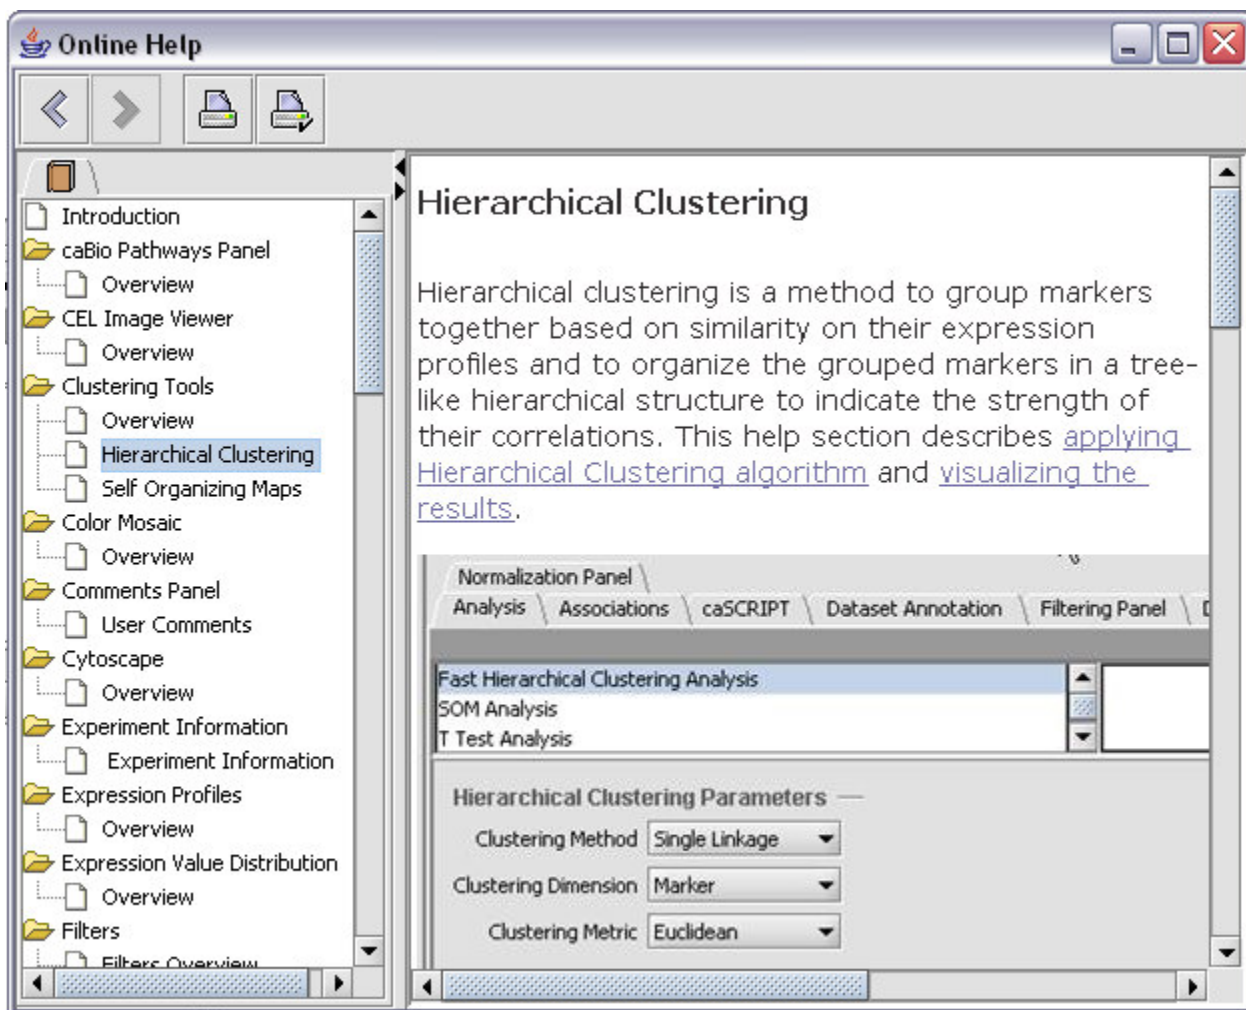 Online Help
Introduction
caBio Pathways Panel
Overview
CEL Image Viewer
Overview
Clustering Tools
Overview
Hierarchical Clustering
Self Organizing Maps
Color Mosaic
Overview
Comments Panel
User Comments
Cytoscape
Overview
Experiment Information
Experiment Information
Expression Profiles
Overview
Expression Value Distribution
Overview
Filters
Filters Overview
Hierarchical Clustering
Hierarchical clustering is a method to group markers
together based on similarity on their expression
profiles and to organize the grouped markers in a tree-
like hierarchical structure to indicate the strength of
their correlations. This help section describes applying
Hierarchical Clustering algorithm and visualizing the
results.
Normalization Panel
Analysis Associations caSCRIPT Dataset Annotation Filtering Panel
Fast Hierarchical Clustering Analysis
SOM Analysis
T Test Analysis
Hierarchical Clustering Parameters
Clustering Method Single Linkage
Clustering Dimension Marker
Clustering Metric Euclidean